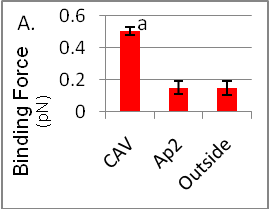 A.
Binding Force
(pN)
0.6
0.4
0.2
0
a
CAV
Ap2
Outside